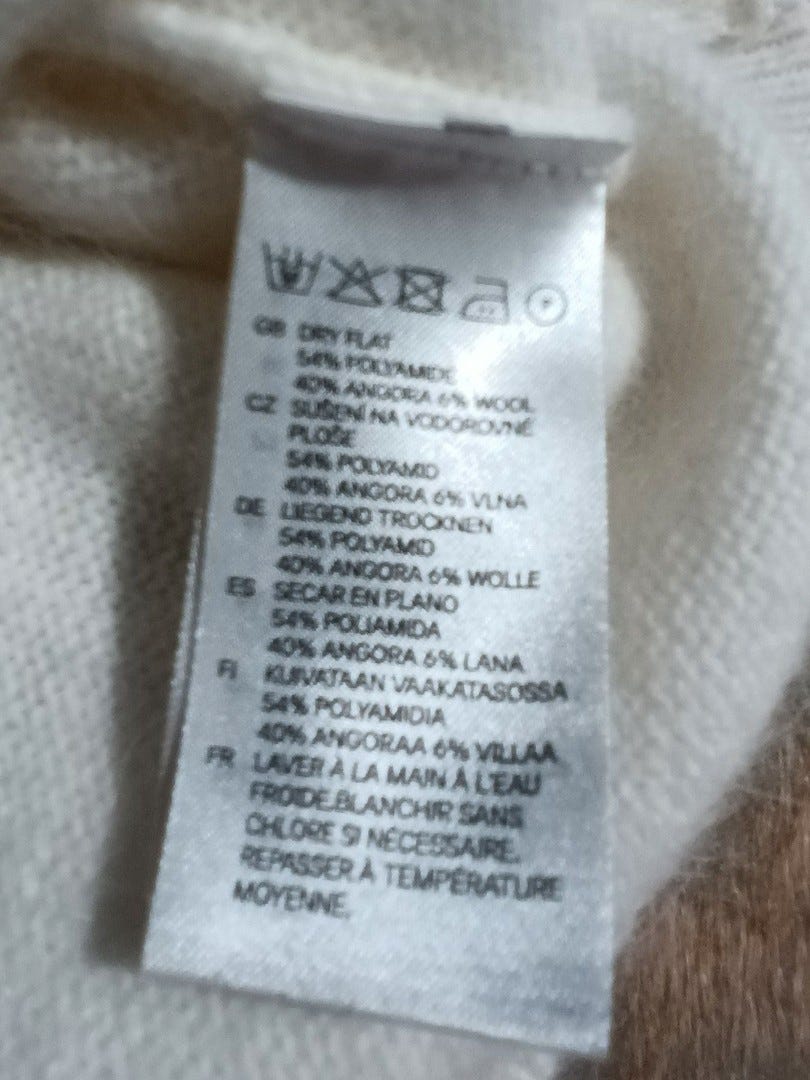 GB DRY FLAT
54% POLYAMIDE
40% ANGORA 6% WOOL
CZ SUŠENÍ NA VODOROVNÉ
PLOŠE
54% POLYAMID
40% ANGORA 6% VLNA
DE LIEGEND TROCKNEN
54% POLYAMID
40% ANGORA 6% WOLLE
ES SECAR EN PLANO
54% POLIAMIDA
40% ANGORA 6% LANA
FI KUIVATAAN VAAKATASOSSA
54% POLYAMIDIA
40% ANGORAA 6% VILLAA
FR LAVER À LA MAIN À L'EAU
FROIDE.BLANCHIR SANS
CHLORE SI NÉCESSAIRE.
REPASSER À TEMPÉRATURE
MOYENNE.